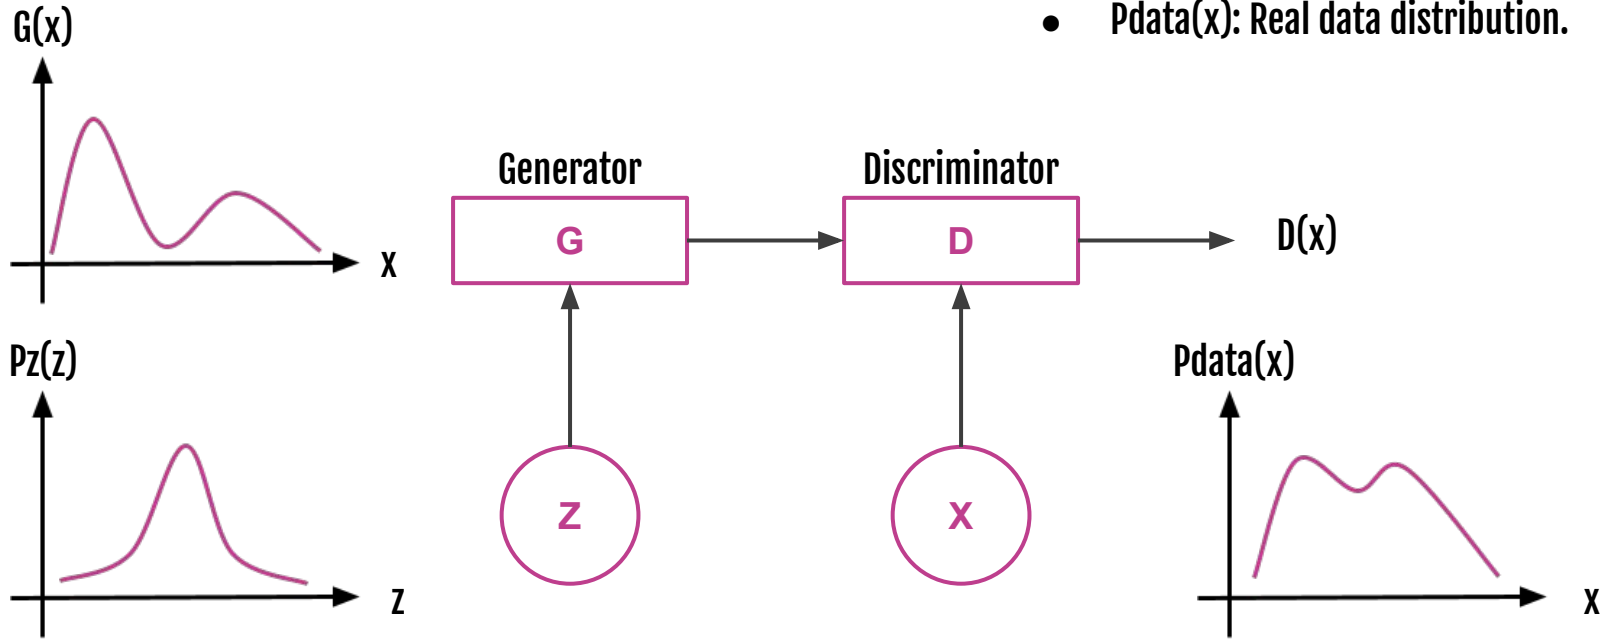 G(x)
● Pdata(x): Real data distribution.
Generator
Discriminator
G
D
D(x)
x
Pz(z)
Pdata(x)
Z
X
z
x